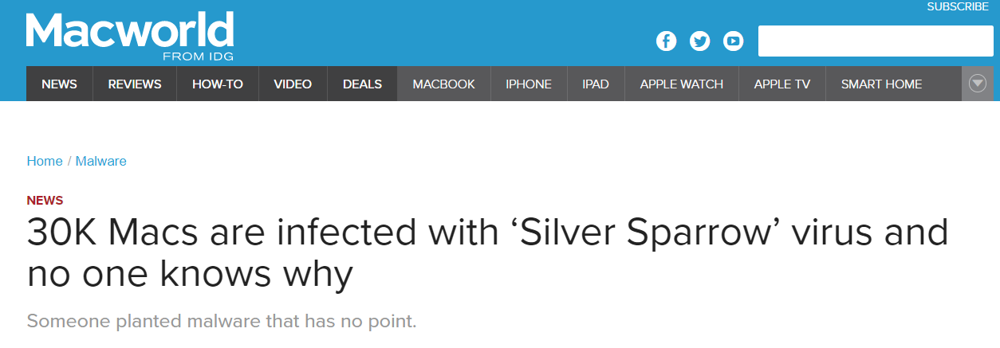 SUBSCRIBE
Macworld
FROM IDG
NEWS REVIEWS HOW-TO VIDEO DEALS MACBOOK IPHONE IPAD APPLE WATCH APPLE TV SMART HOME
Home / Malware
NEWS
30K Macs are infected with ‘Silver Sparrow’ virus and
no one knows why
Someone planted malware that has no point.